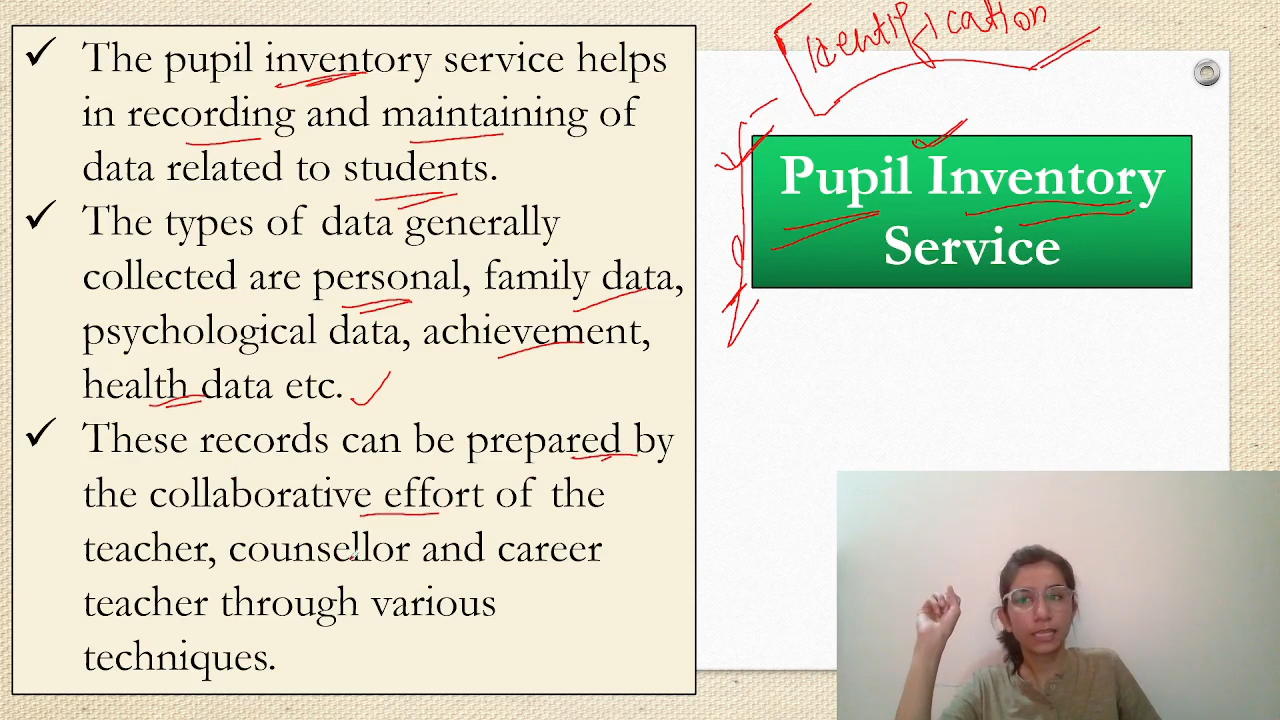 ✓ The pupil inventory service helps
in recording and maintaining of
data related to students.
✓ The types of data generally
collected are personal, family data,
psychological data, achievement,
health data etc.
✓ These records can be prepared by
the collaborative effort of the
teacher, counsellor and career
teacher through various
techniques.
Identification
Pupil Inventory
Service